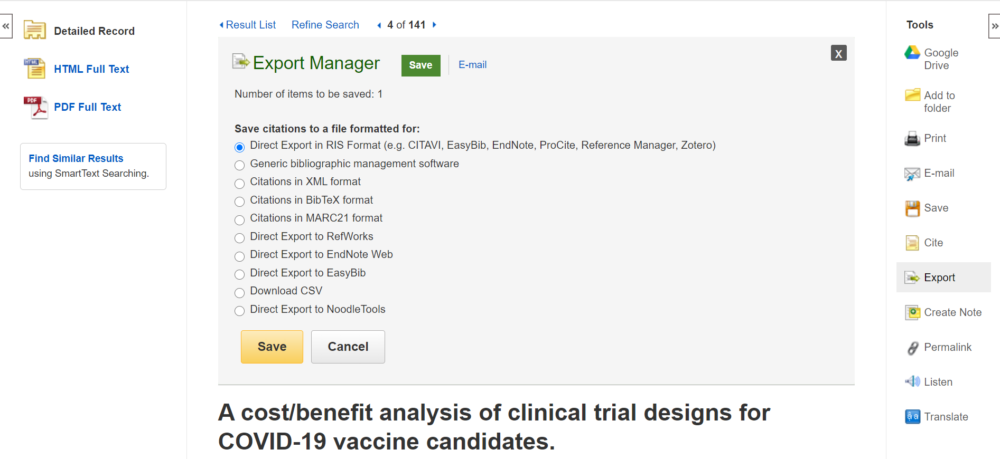 «
Detailed Record
HTML
HTML Full Text
PDF
PDF Full Text
Find Similar Results
using SmartText Searching.
Result List Refine Search 4 of 141
Export Manager Save E-mail X
Number of items to be saved: 1
Save citations to a file formatted for:
Direct Export in RIS Format (e.g. CITAVI, EasyBib, EndNote, ProCite, Reference Manager, Zotero)
Generic bibliographic management software
Citations in XML format
Citations in BibTeX format
Citations in MARC21 format
Direct Export to RefWorks
Direct Export to EndNote Web
Direct Export to EasyBib
Download CSV
Direct Export to NoodleTools
Save Cancel
A cost/benefit analysis of clinical trial designs for
COVID-19 vaccine candidates.
Tools
»
Google
Drive
Add to
folder
Print
E-mail
Save
Cite
Export
Create Note
Permalink
Listen
Translate